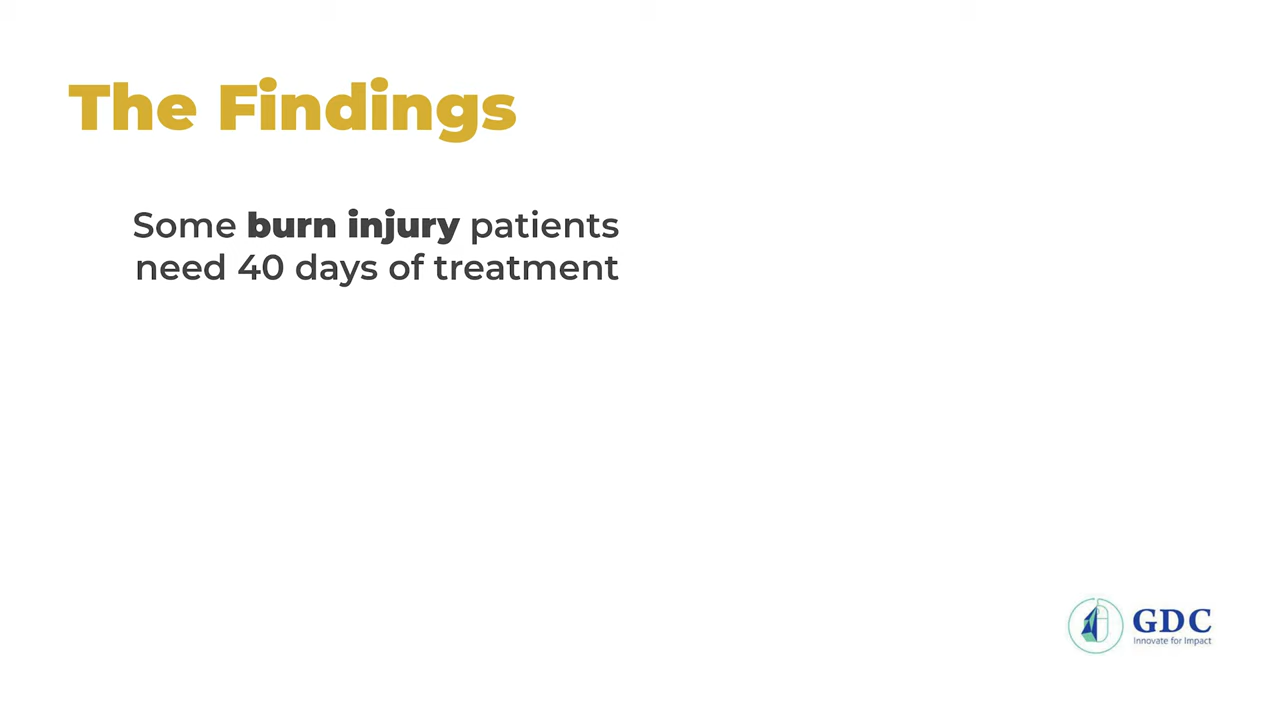 The Findings
Some burn injury patients
need 40 days of treatment
GDC
Innovate for Impact